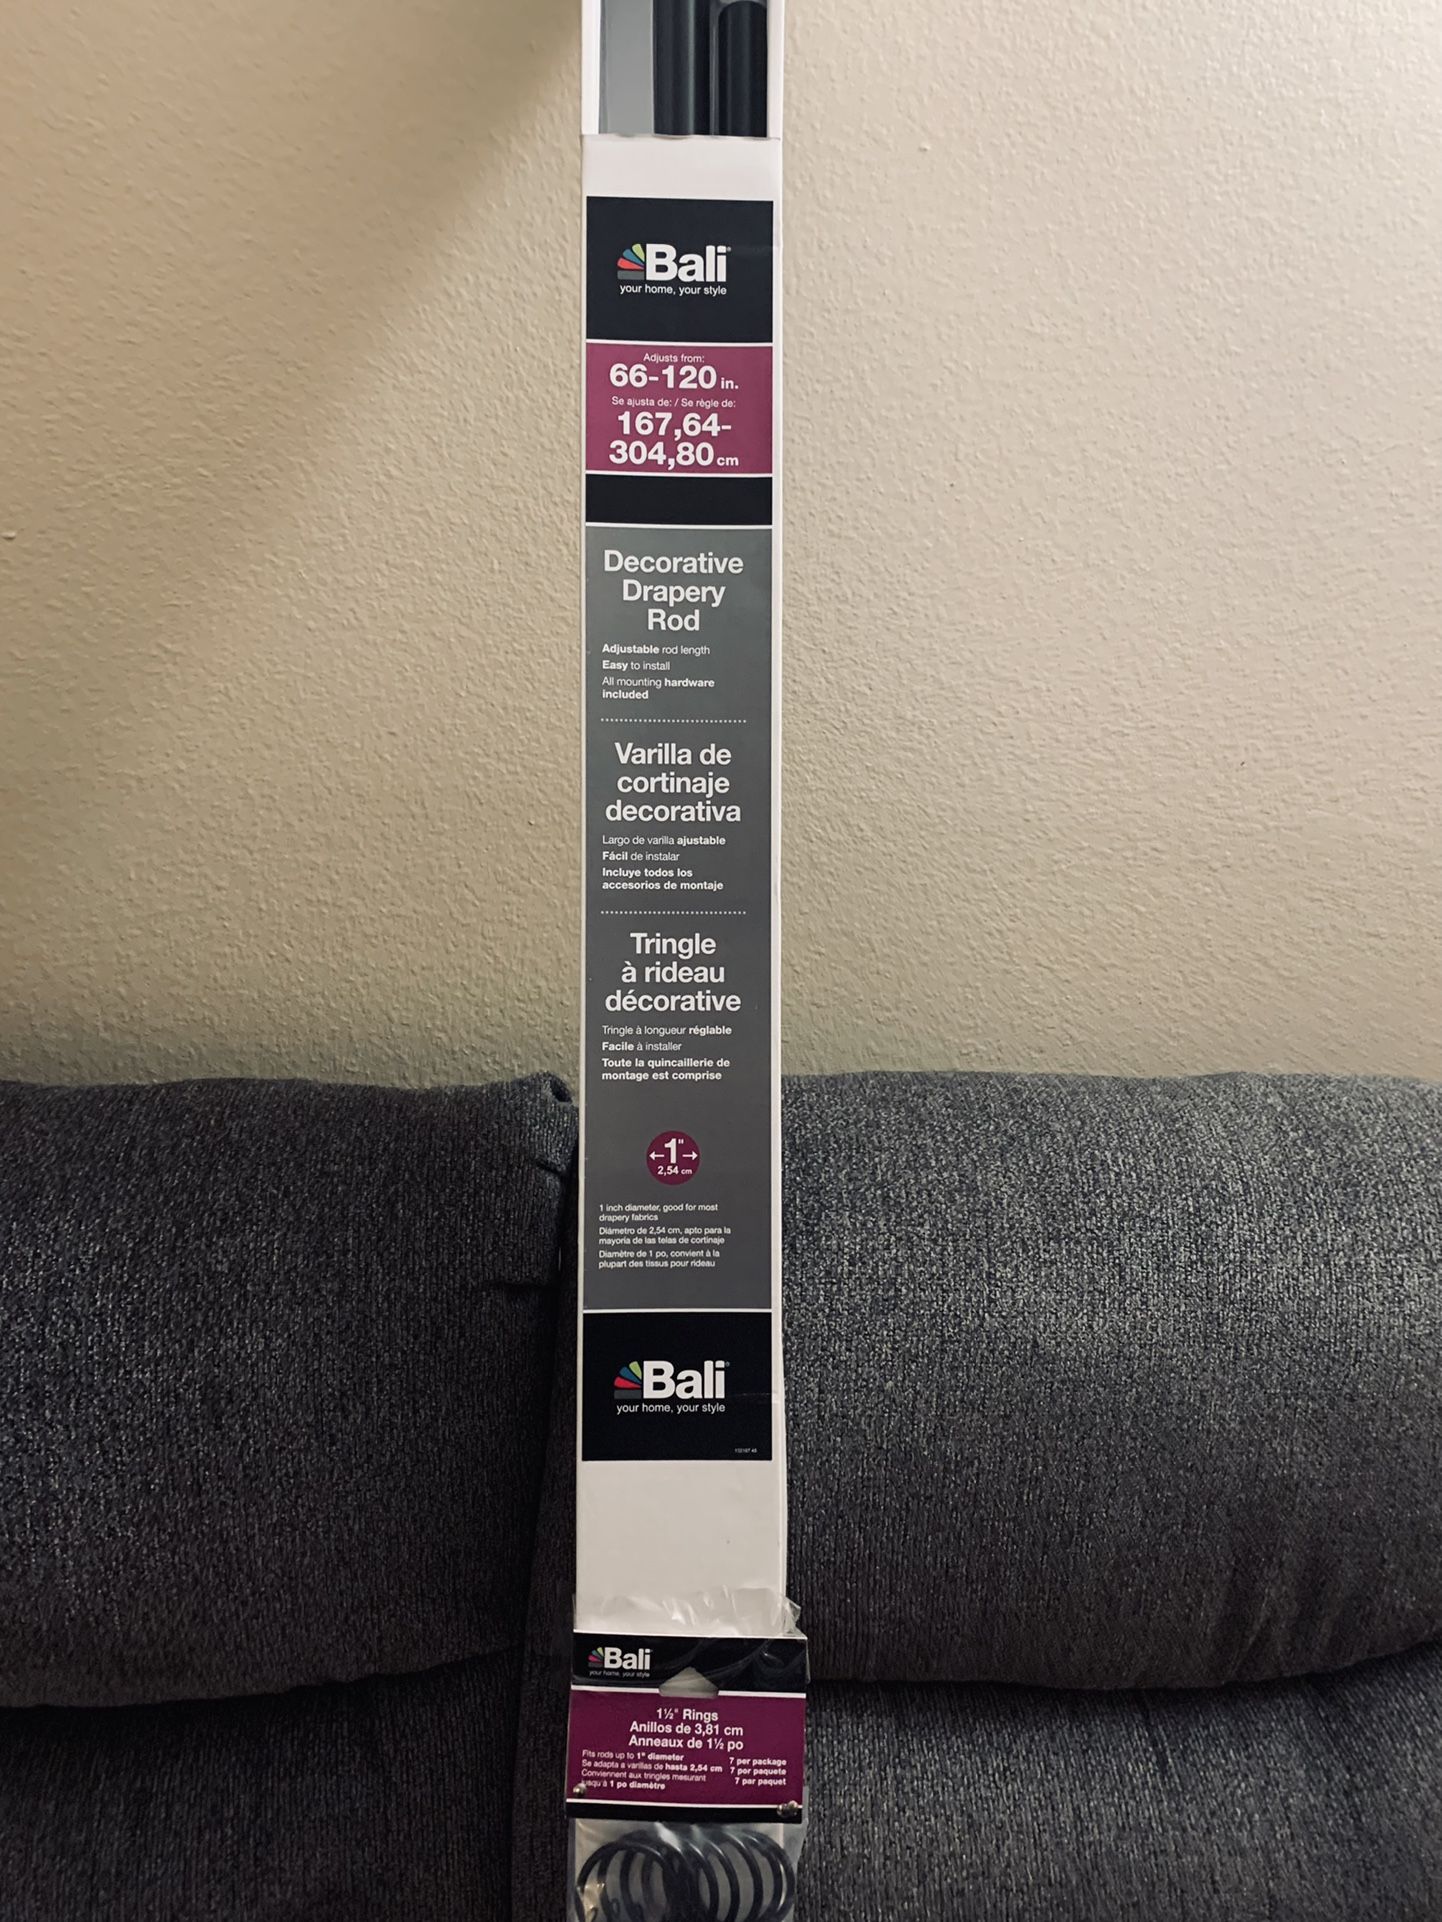 Bali®
your home, your style
Adjusts from:
66-120 in.
Se ajusta de: / Se règle de:
167,64-
304,80 cm
Decorative
Drapery
Rod
Adjustable rod length
Easy to install
All mounting hardware
included
Varilla de
cortinaje
decorativa
Largo de varilla ajustable
Fácil de instalar
Incluye todos los
accesorios de montaje
Tringle
à rideau
décorative
Tringle à longueur réglable
Facile à installer
Toute la quincaillerie de
montage est comprise
←1"→
2,54 cm
1 inch diameter, good for most
drapery fabrics
Diámetro de 2,54 cm, apto para la
mayoría de las telas de cortinaje
Diamètre de 1 po, convient à la
plupart des tissus pour rideau
Bali®
your home, your style
Bali
your home, your style
1½" Rings
Anillos de 3,81 cm
Anneaux de 1½ po
Fits rods up to 1" diameter
Se adapta a varillas de hasta 2,54 cm
Conviennent aux tringles mesurant
jusqu'à 1 po diamètre
7 per package
7 por paquete
7 par paquet